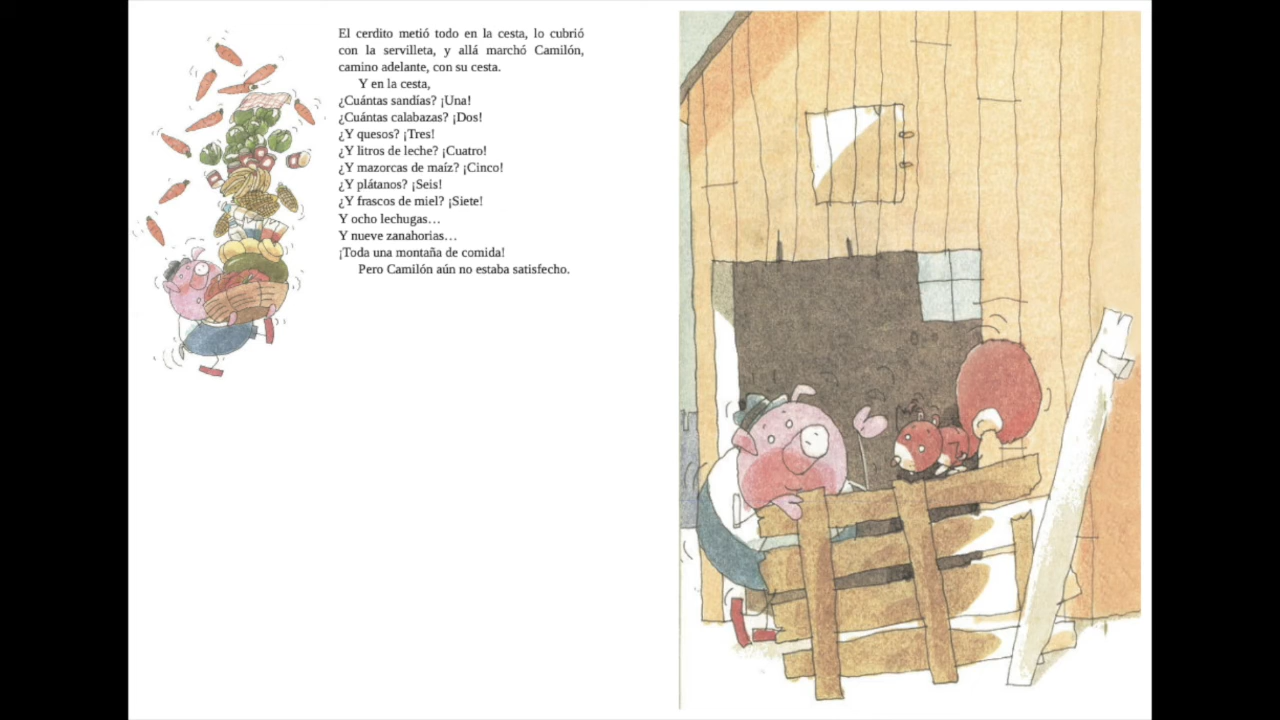 El cerdito metió todo en la cesta, lo cubrió
con la servilleta, y allá marchó Camilón,
camino adelante, con su cesta.
Y en la cesta,
¿Cuántas sandías? ¡Una!
¿Cuántas calabazas? ¡Dos!
¿Y quesos? ¡Tres!
¿Y litros de leche? ¡Cuatro!
¿Y mazorcas de maíz? ¡Cinco!
¿Y plátanos? ¡Seis!
¿Y frascos de miel? ¡Siete!
Y ocho lechugas…
Y nueve zanahorias…
¡Toda una montaña de comida!
Pero Camilón aún no estaba satisfecho.